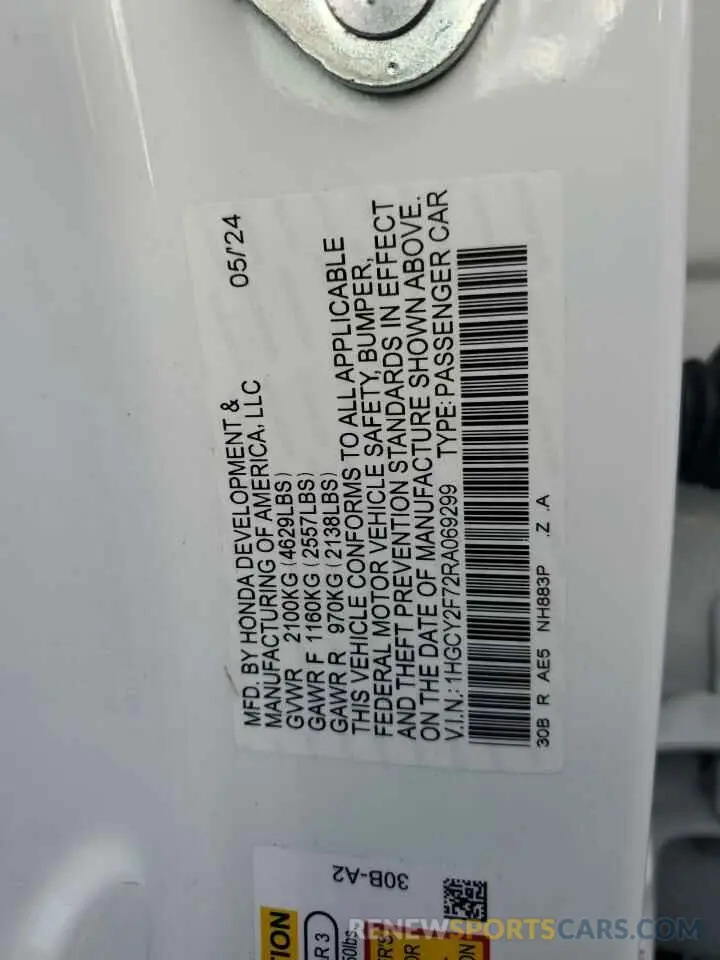 MFD. BY HONDA DEVELOPMENT & 05/'24
MANUFACTURING OF AMERICA, LLC
GVWR 2100KG (4629LBS)
GAWR F 1160KG (2557LBS)
GAWR R 970KG (2138LBS)
THIS VEHICLE CONFORMS TO ALL APPLICABLE
FEDERAL MOTOR VEHICLE SAFETY, BUMPER,
AND THEFT PREVENTION STANDARDS IN EFFECT
ON THE DATE OF MANUFACTURE SHOWN ABOVE.
V.I.N.: 1HGCY2F72RA069299 TYPE: PASSENGER CAR
30B R AE5 NH883P .Z .A
30B-A2
R 3
50lbs
RENEWSPORTSCARS.COM